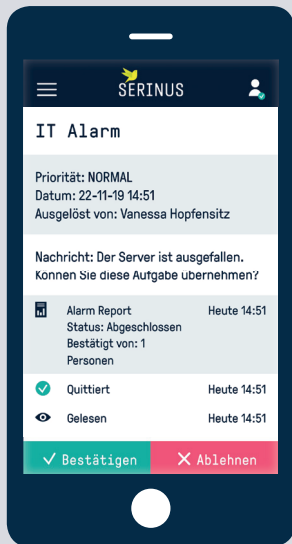 SERINUS
IT Alarm
Priorität: NORMAL
Datum: 22-11-19 14:51
Ausgelöst von: Vanessa Hopfensitz
Nachricht: Der Server ist ausgefallen.
Können Sie diese Aufgabe übernehmen?
Alarm Report Heute 14:51
Status: Abgeschlossen
Bestätigt von: 1
Personen
Quittiert Heute 14:51
Gelesen Heute 14:51
Bestätigen Ablehnen